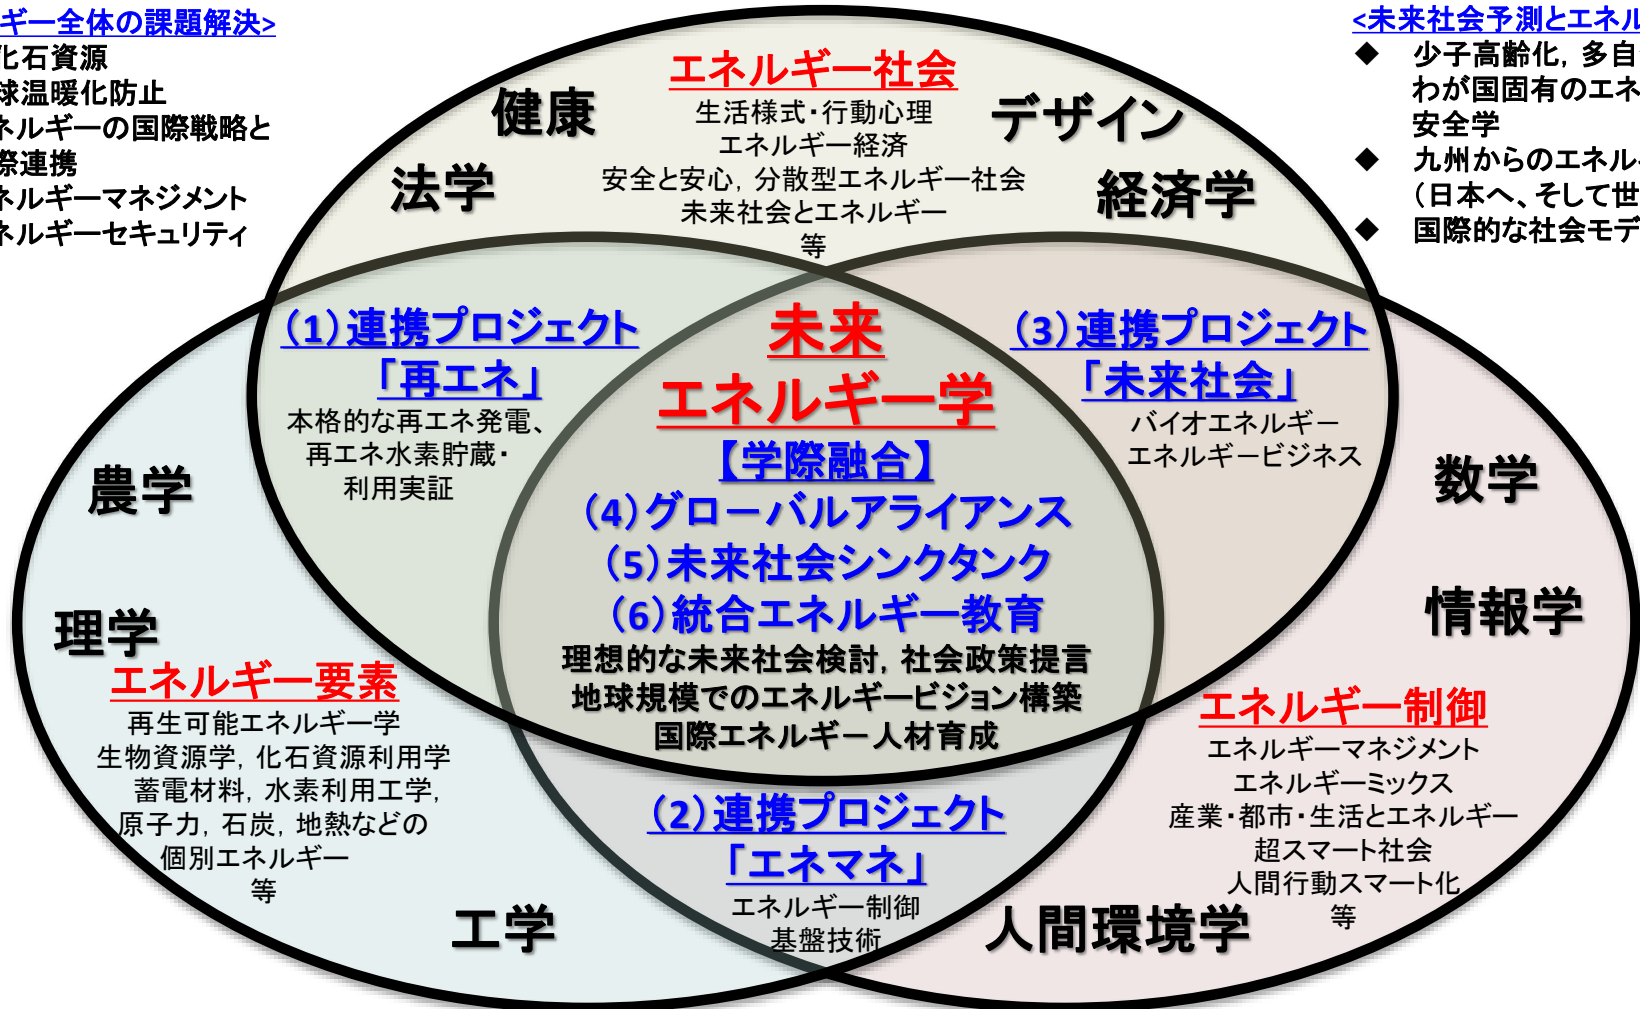 ギー全体の課題解決>
化石資源
球温暖化防止
ネルギーの国際戦略と
際連携
ネルギーマネジメント
ネルギーセキュリティ
<未来社会予測とエネル
◆ 少子高齢化, 多自
わが国固有のエネ
安全学
◆ 九州からのエネル
（日本へ、そして世
◆ 国際的な社会モデ
エネルギー社会
生活様式・行動心理
エネルギー経済
安全と安心, 分散型エネルギー社会
未来社会とエネルギー
等
健康
法学
デザイン
経済学
(1)連携プロジェクト
「再エネ」
本格的な再エネ発電、
再エネ水素貯蔵・
利用実証
未来
エネルギー学
【学際融合】
(4)グローバルアライアンス
(5)未来社会シンクタンク
(6)統合エネルギー教育
理想的な未来社会検討, 社会政策提言
地球規模でのエネルギービジョン構築
国際エネルギー人材育成
(3)連携プロジェクト
「未来社会」
バイオエネルギー
エネルギービジネス
農学
理学
エネルギー要素
再生可能エネルギー学
生物資源学, 化石資源利用学
蓄電材料, 水素利用工学,
原子力, 石炭, 地熱などの
個別エネルギー
等
工学
(2)連携プロジェクト
「エネマネ」
エネルギー制御
基盤技術
数学
情報学
エネルギー制御
エネルギーマネジメント
エネルギーミックス
産業・都市・生活とエネルギー
超スマート社会
人間行動スマート化
等
人間環境学